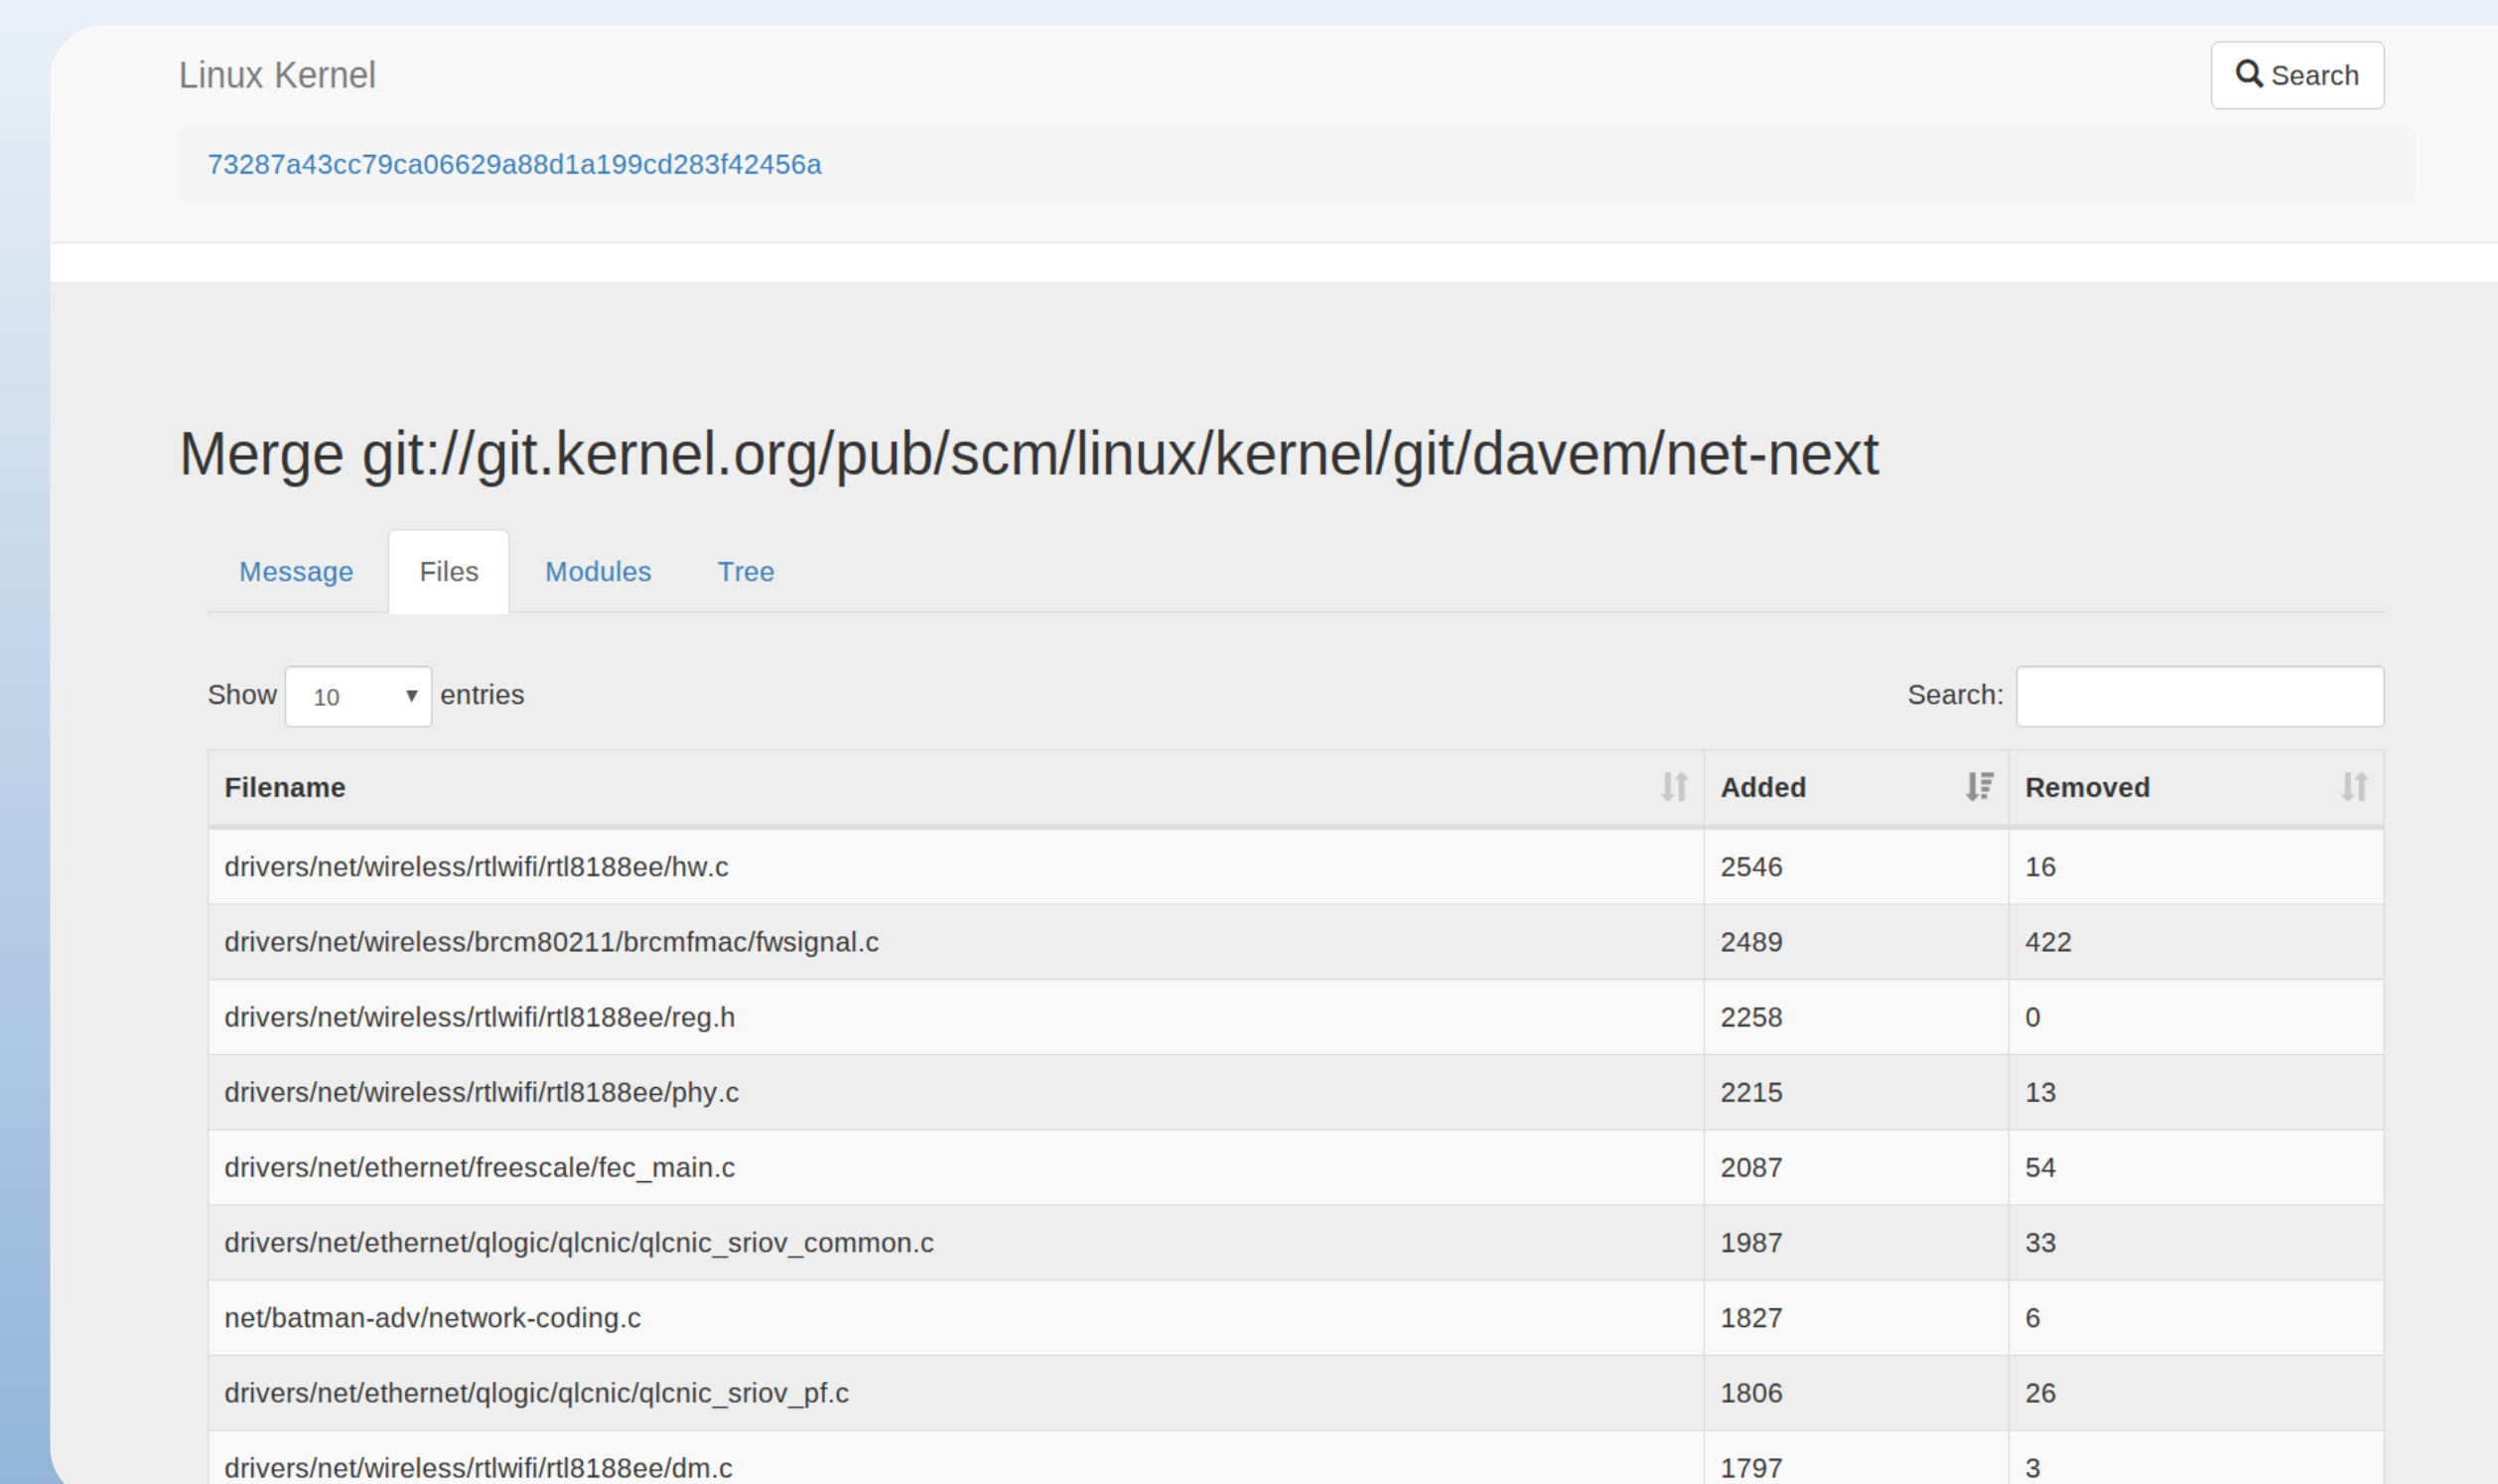 Linux Kernel
Search
73287a43cc79ca06629a88d1a199cd283f42456a
Merge git://git.kernel.org/pub/scm/linux/kernel/git/davem/net-next
Message Files Modules Tree
Show 10 entries Search:
Filename Added Removed
drivers/net/wireless/rtlwifi/rtl8188ee/hw.c 2546 16
drivers/net/wireless/brcm80211/brcmfmac/fwsignal.c 2489 422
drivers/net/wireless/rtlwifi/rtl8188ee/reg.h 2258 0
drivers/net/wireless/rtlwifi/rtl8188ee/phy.c 2215 13
drivers/net/ethernet/freescale/fec_main.c 2087 54
drivers/net/ethernet/qlogic/qlcnic/qlcnic_sriov_common.c 1987 33
net/batman-adv/network-coding.c 1827 6
drivers/net/ethernet/qlogic/qlcnic/qlcnic_sriov_pf.c 1806 26
drivers/net/wireless/rtlwifi/rtl8188ee/dm.c 1797 3